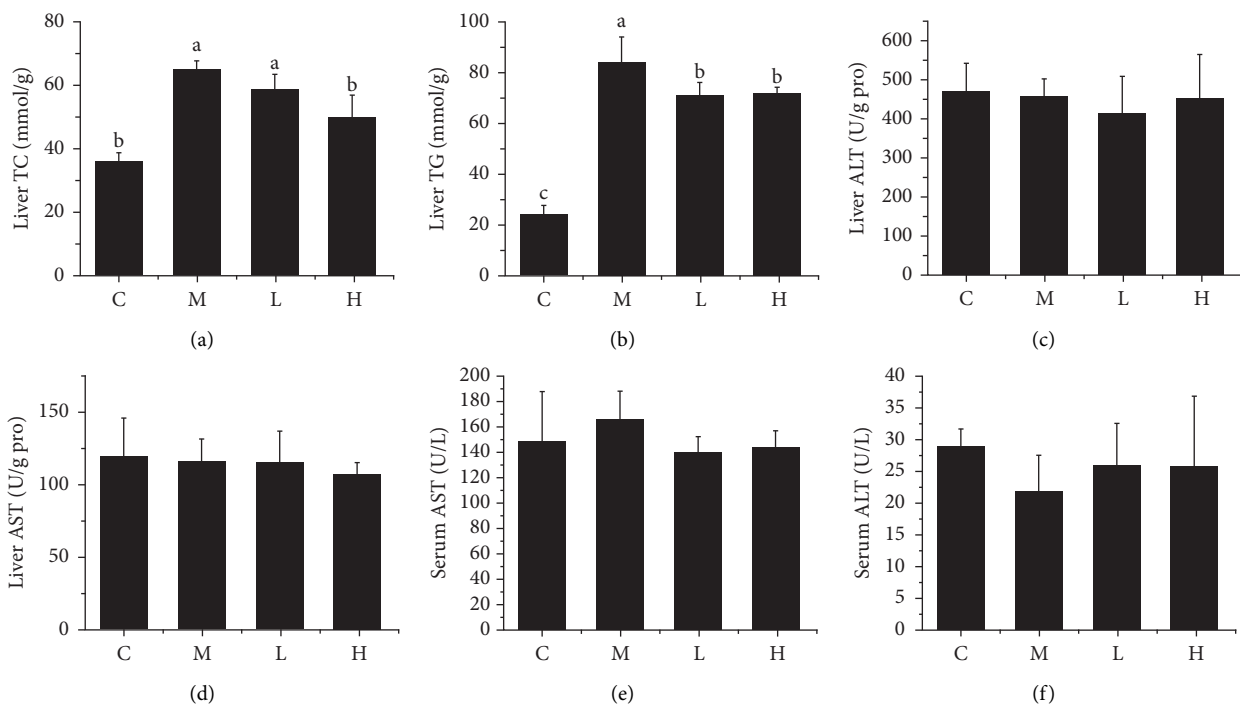 80
60
40
20
0
Liver TC (mmol/g)
b
a
a
b
C M L H
(a)
100
80
60
40
20
0
Liver TG (mmol/g)
c
a
b
b
C M L H
(b)
600
500
400
300
200
100
0
Liver ALT (U/g pro)
C M L H
(c)
150
100
50
0
Liver AST (U/g pro)
C M L H
(d)
200
180
160
140
120
100
80
60
40
20
0
Serum AST (U/L)
C M L H
(e)
40
35
30
25
20
15
10
5
0
Serum ALT (U/L)
C M L H
(f)